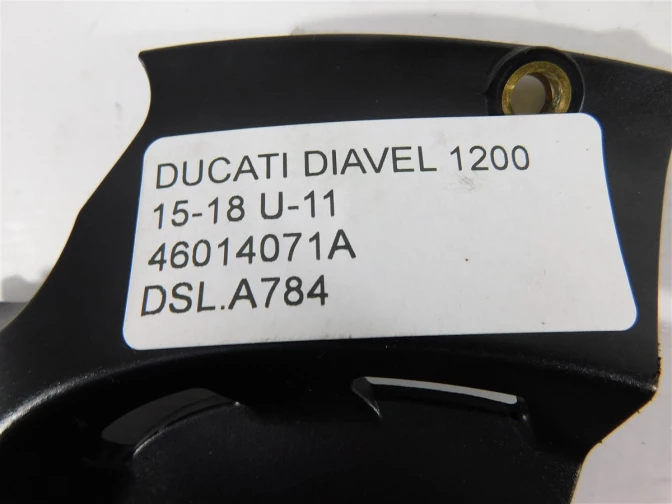 DUCATI DIAVEL 1200
15-18 U-11
46014071A
DSL.A784